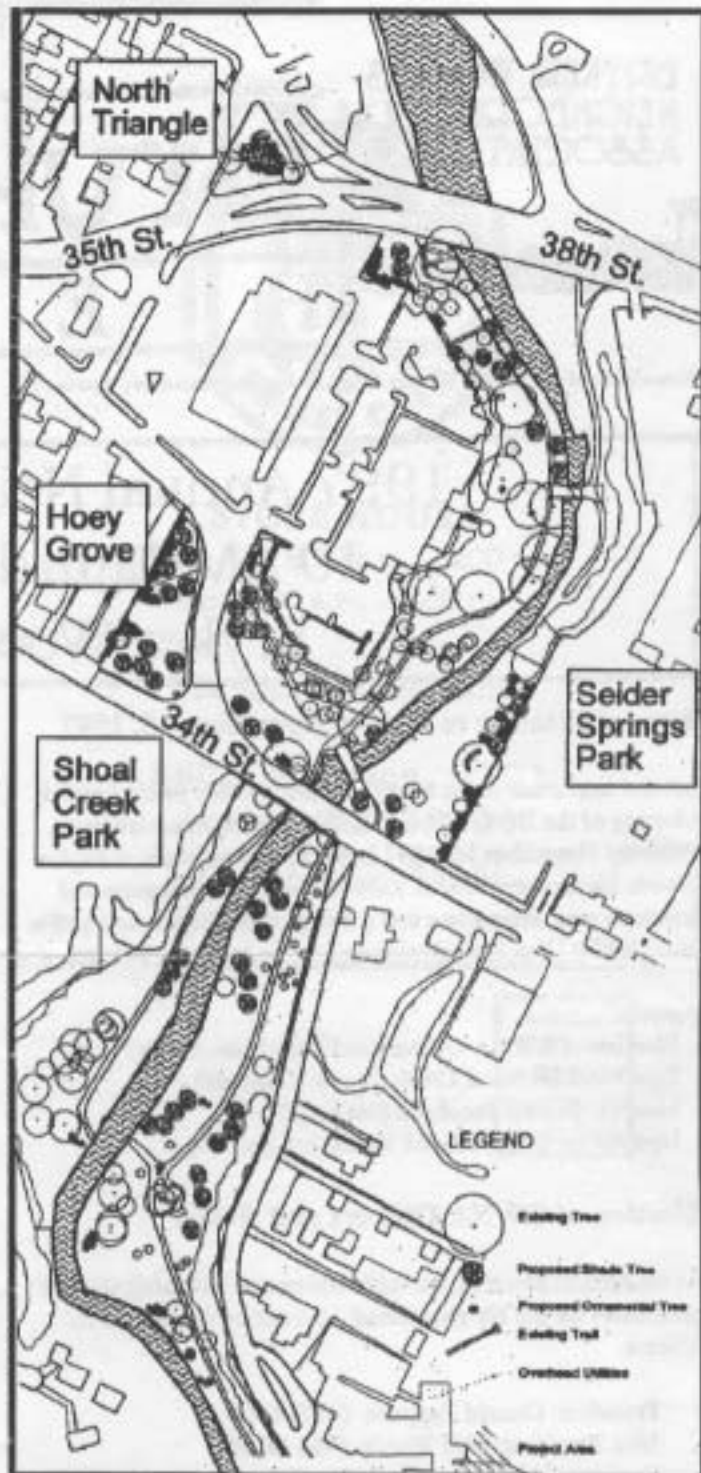 North
Triangle
35th St.
38th St.
Hoey
Grove
34th St.
Seider
Springs
Park
Shoal
Creek
Park
LEGEND
Existing Tree
Proposed Shade Tree
Proposed Ornamental Tree
Existing Trail
Overhead Utilities
Project Area